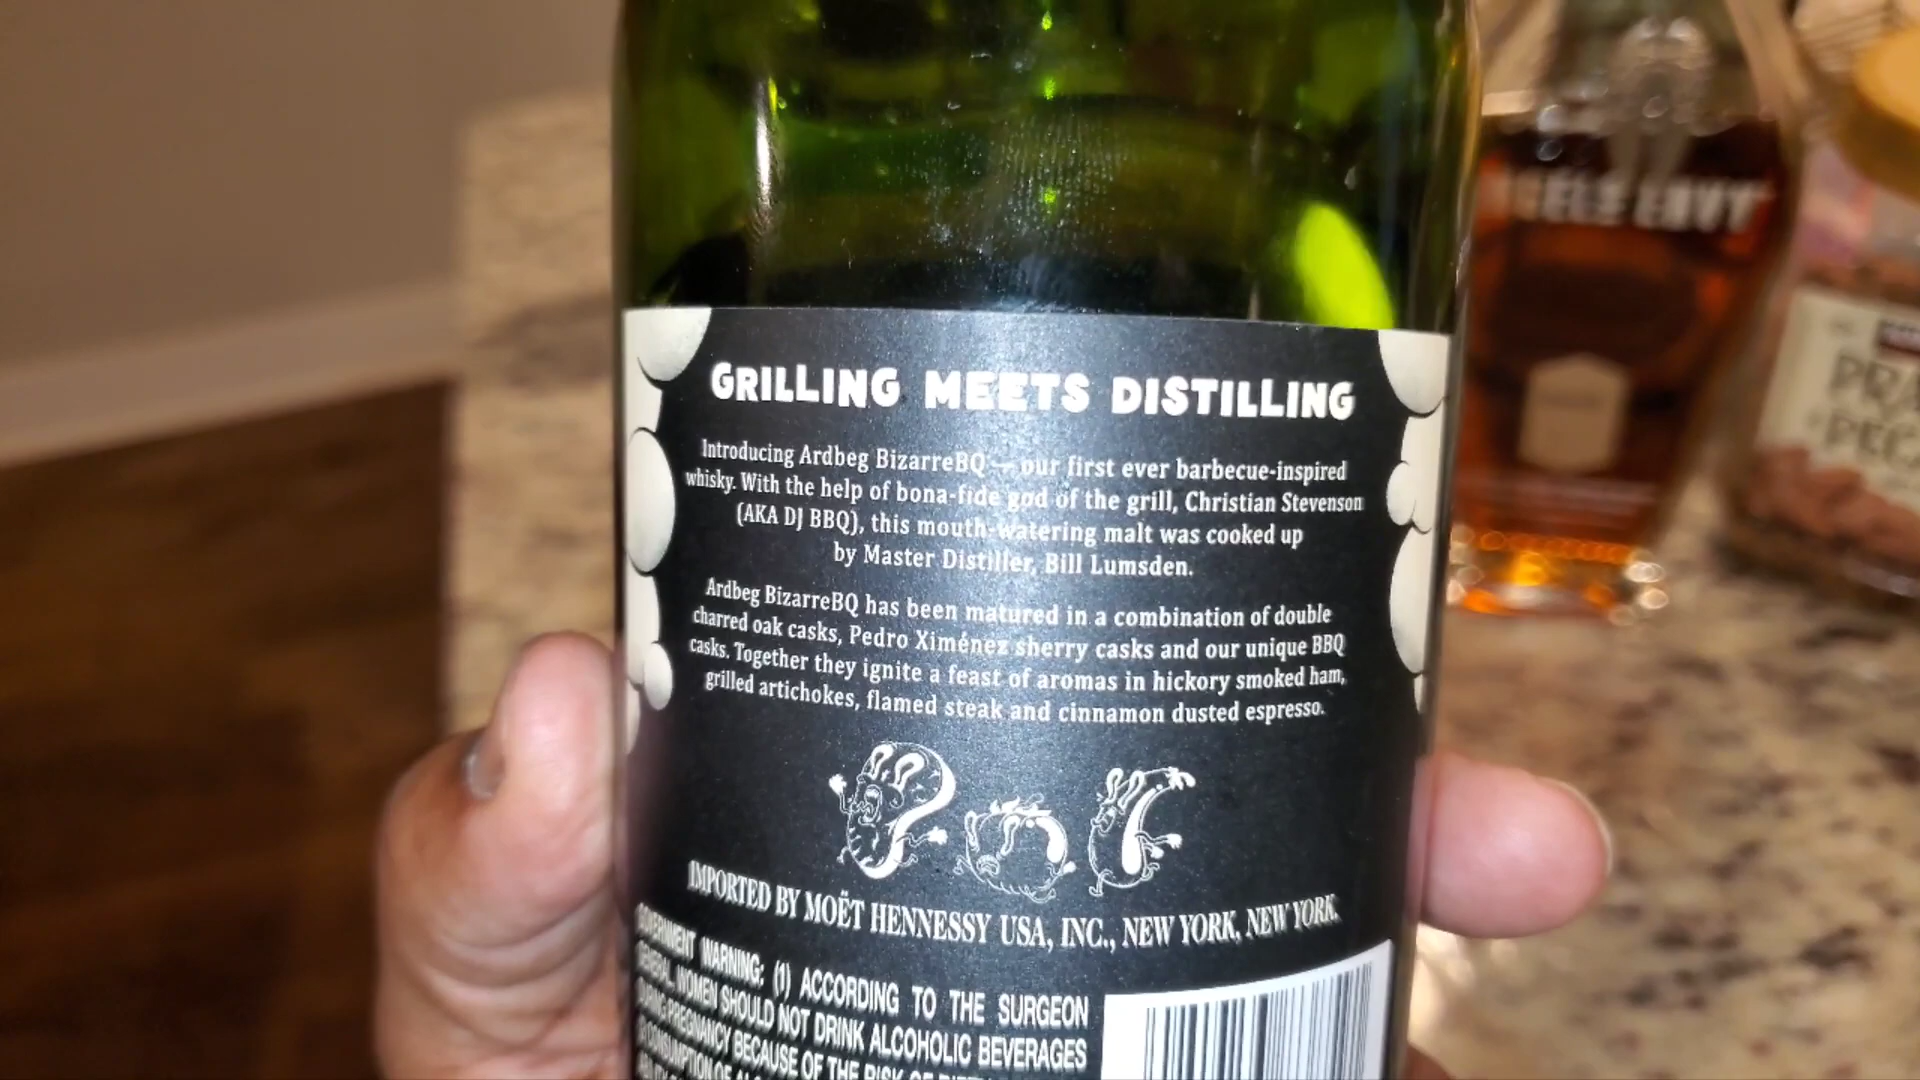 GRILLING MEETS DISTILLING
Introducing Ardbeg BizarreBQ — our first ever barbecue-inspired
whisky. With the help of bona-fide god of the grill, Christian Stevenson
(AKA DJ BBQ), this mouth-watering malt was cooked up
by Master Distiller, Bill Lumsden.
Ardbeg BizarreBQ has been matured in a combination of double
charred oak casks, Pedro Ximénez sherry casks and our unique BBQ
casks. Together they ignite a feast of aromas in hickory smoked ham,
grilled artichokes, flamed steak and cinnamon dusted espresso.
IMPORTED BY MOËT HENNESSY USA, INC., NEW YORK, NEW YORK.
GOVERNMENT WARNING: (1) ACCORDING TO THE SURGEON
GENERAL, WOMEN SHOULD NOT DRINK ALCOHOLIC BEVERAGES
DURING PREGNANCY BECAUSE OF THE RISK OF
ENVY